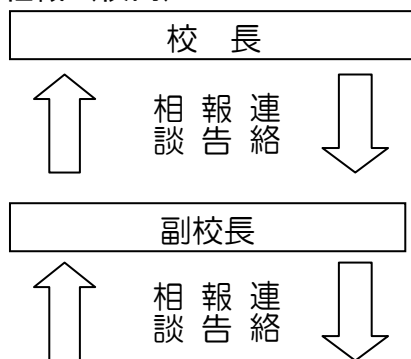 校 長
相 報 連
談 告 絡
副校長
相 報 連
談 告 絡